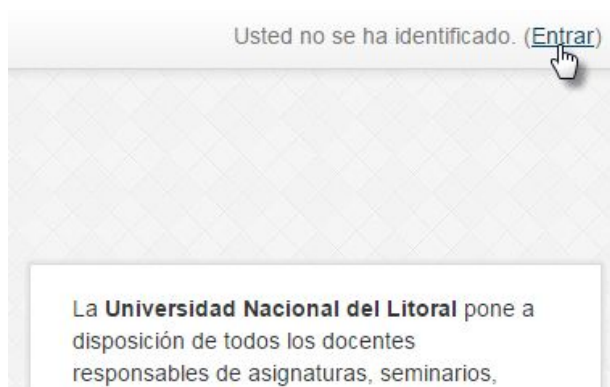 Usted no se ha identificado. (Entrar)
La Universidad Nacional del Litoral pone a
disposición de todos los docentes
responsables de asignaturas, seminarios,